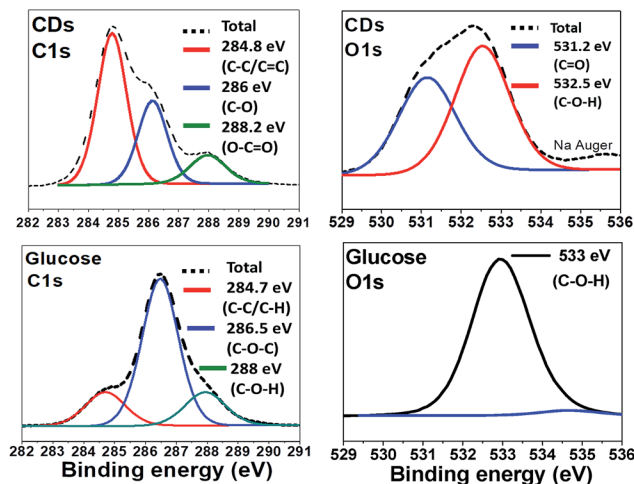 CDs
C1s
Total
284.8 eV
(C-C/C=C)
286 eV
(C-O)
288.2 eV
(O-C=O)
282 283 284 285 286 287 288 289 290 291
CDs
O1s
Total
531.2 eV
(C=O)
532.5 eV
(C-O-H)
Na Auger
529 530 531 532 533 534 535 536
Glucose
C1s
Total
284.7 eV
(C-C/C-H)
286.5 eV
(C-O-C)
288 eV
(C-O-H)
282 283 284 285 286 287 288 289 290 291
Binding energy (eV)
Glucose
O1s
533 eV
(C-O-H)
529 530 531 532 533 534 535 536
Binding energy (eV)